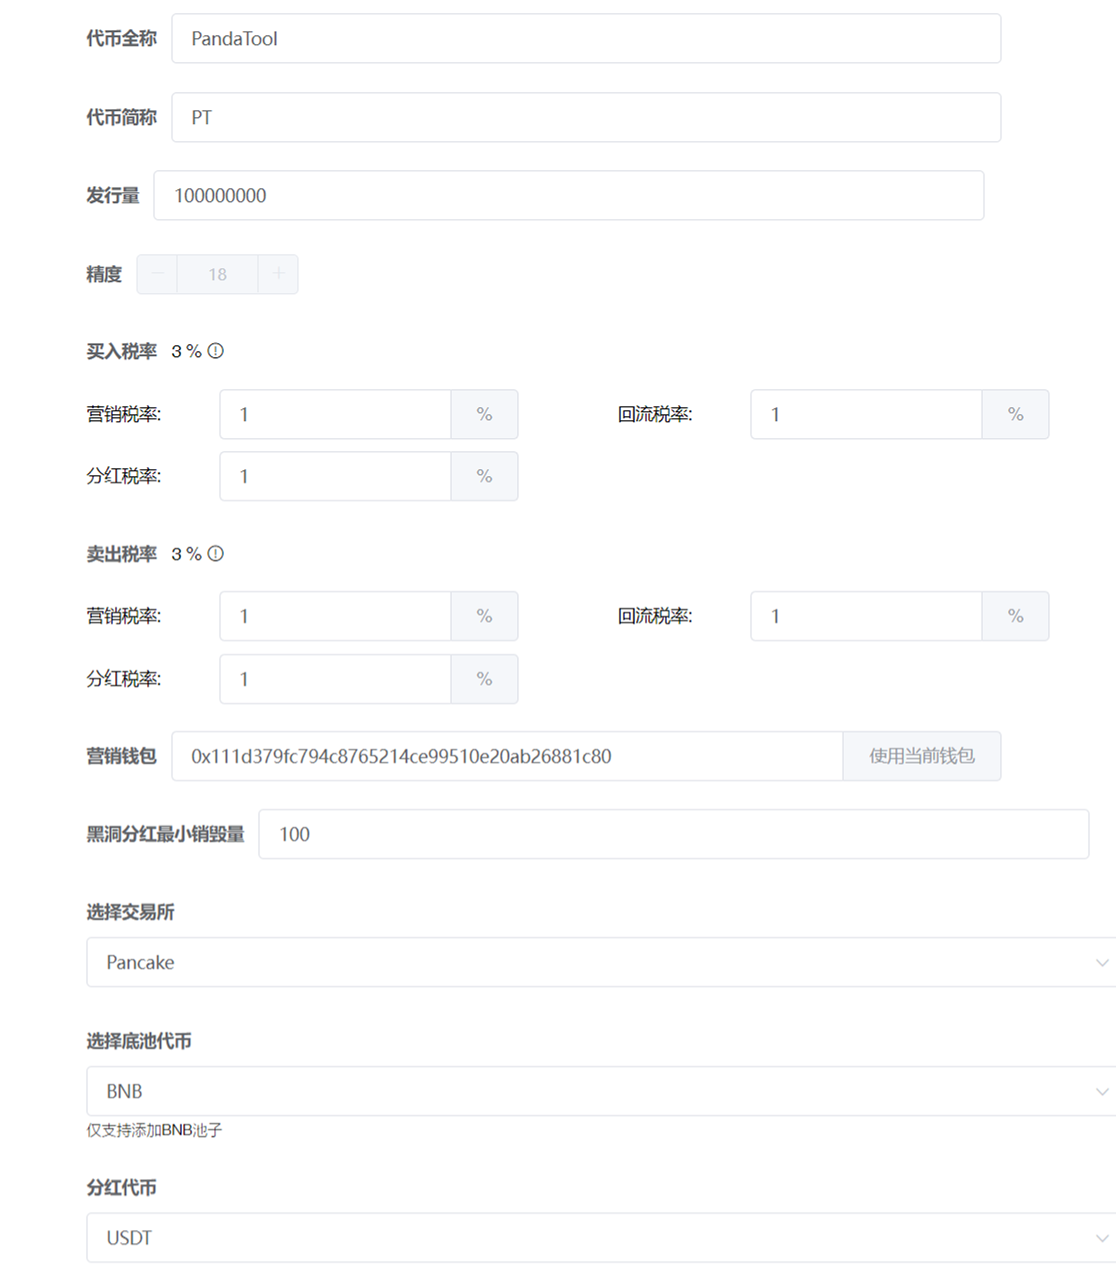 代币全称 PandaTool
代币简称 PT
发行量 100000000
精度 − 18 +
买入税率 3 %
营销税率: 1 % 回流税率: 1 %
分红税率: 1 %
卖出税率 3 %
营销税率: 1 % 回流税率: 1 %
分红税率: 1 %
营销钱包 0x111d379fc794c8765214ce99510e20ab26881c80 使用当前钱包
黑洞分红最小销毁量 100
选择交易所
Pancake
选择底池代币
BNB
仅支持添加BNB池子
分红代币
USDT